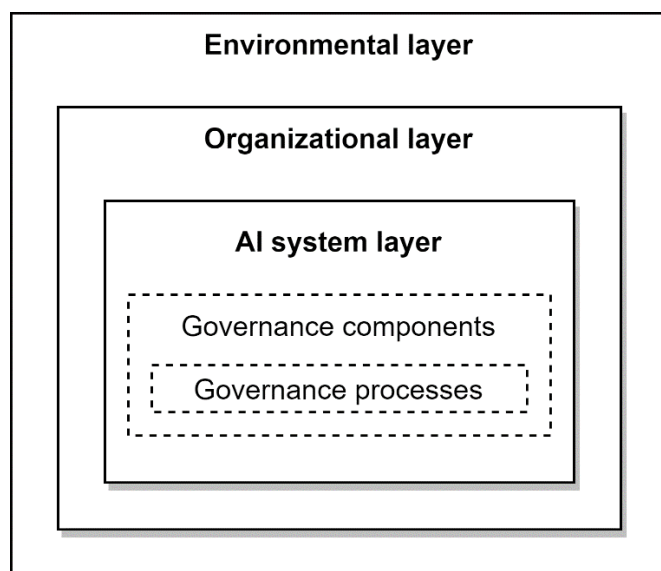 Environmental layer
Organizational layer
AI system layer
Governance components
Governance processes